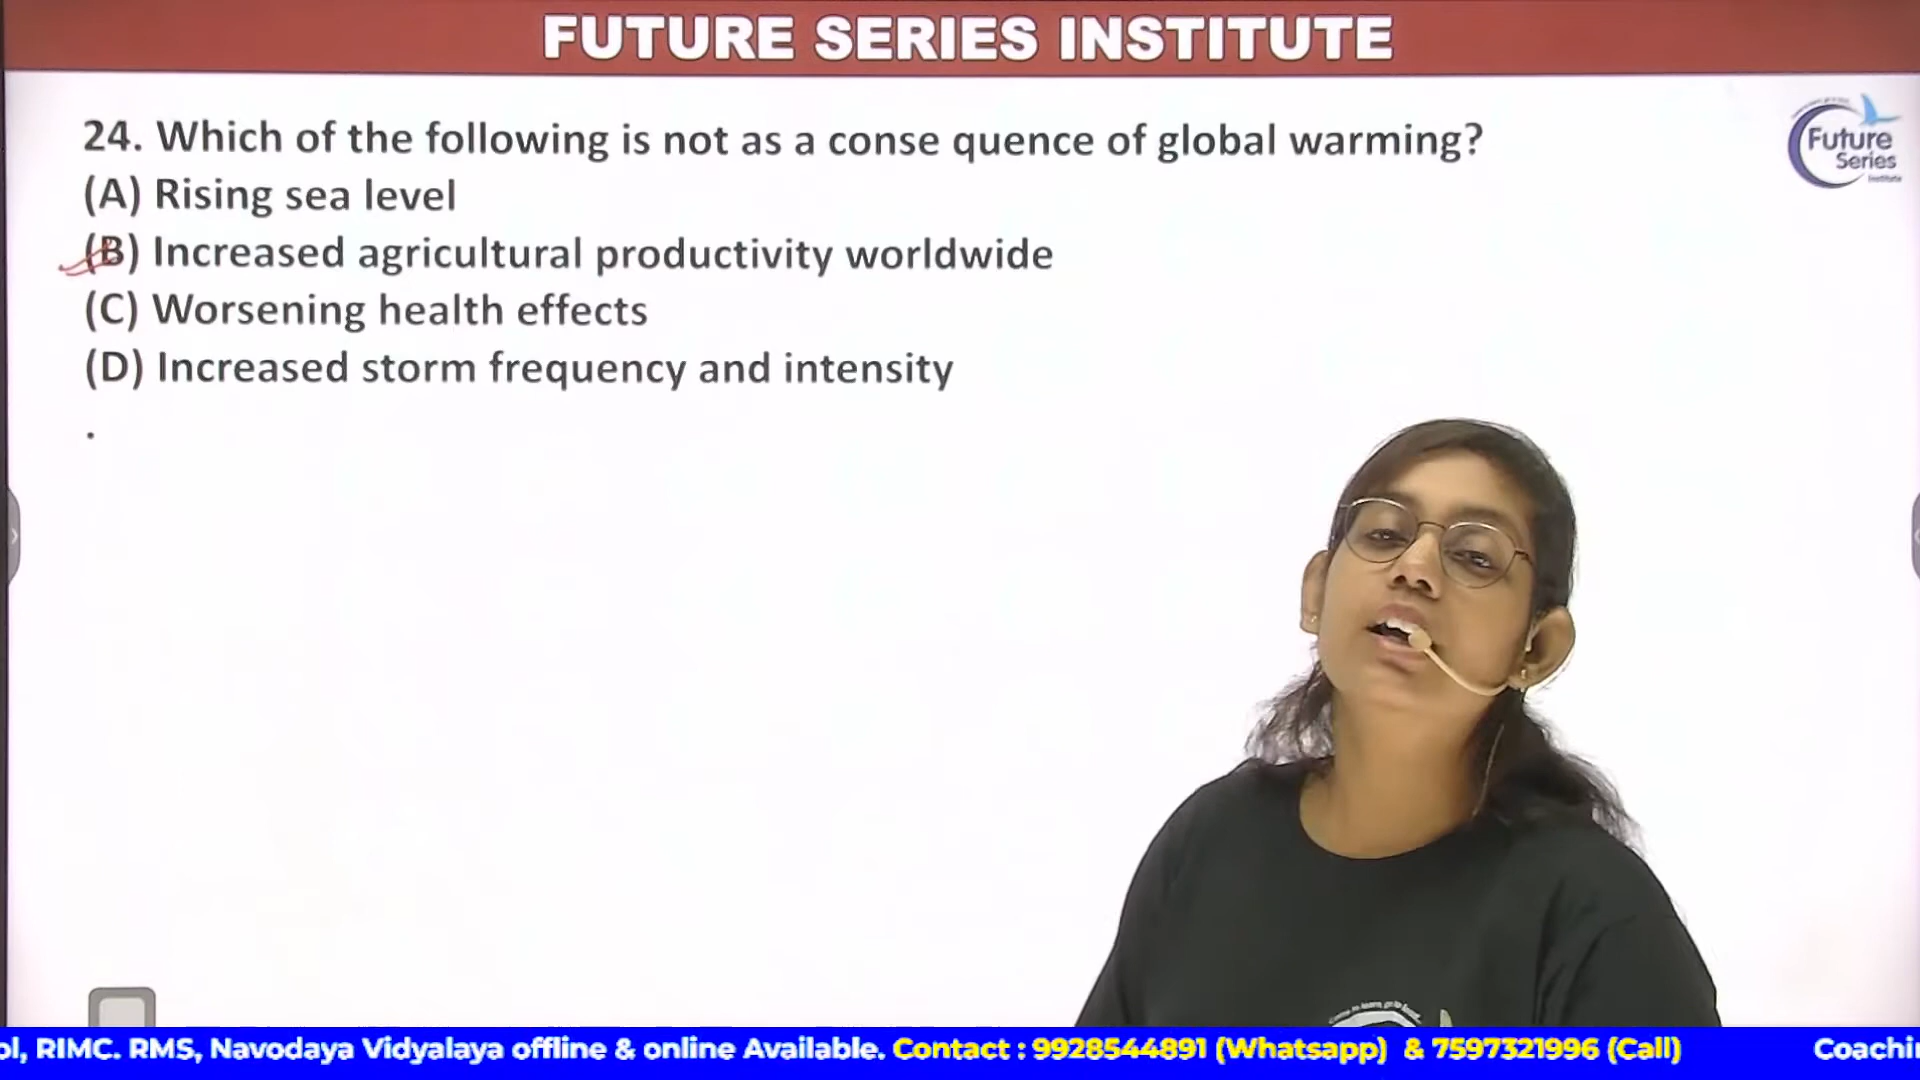 FUTURE SERIES INSTITUTE
24. Which of the following is not as a conse quence of global warming?
(A) Rising sea level
(B) Increased agricultural productivity worldwide
(C) Worsening health effects
(D) Increased storm frequency and intensity
.
Future
Series
Institute
ol, RIMC. RMS, Navodaya Vidyalaya offline & online Available. Contact : 9928544891 (Whatsapp) & 7597321996 (Call) Coachin